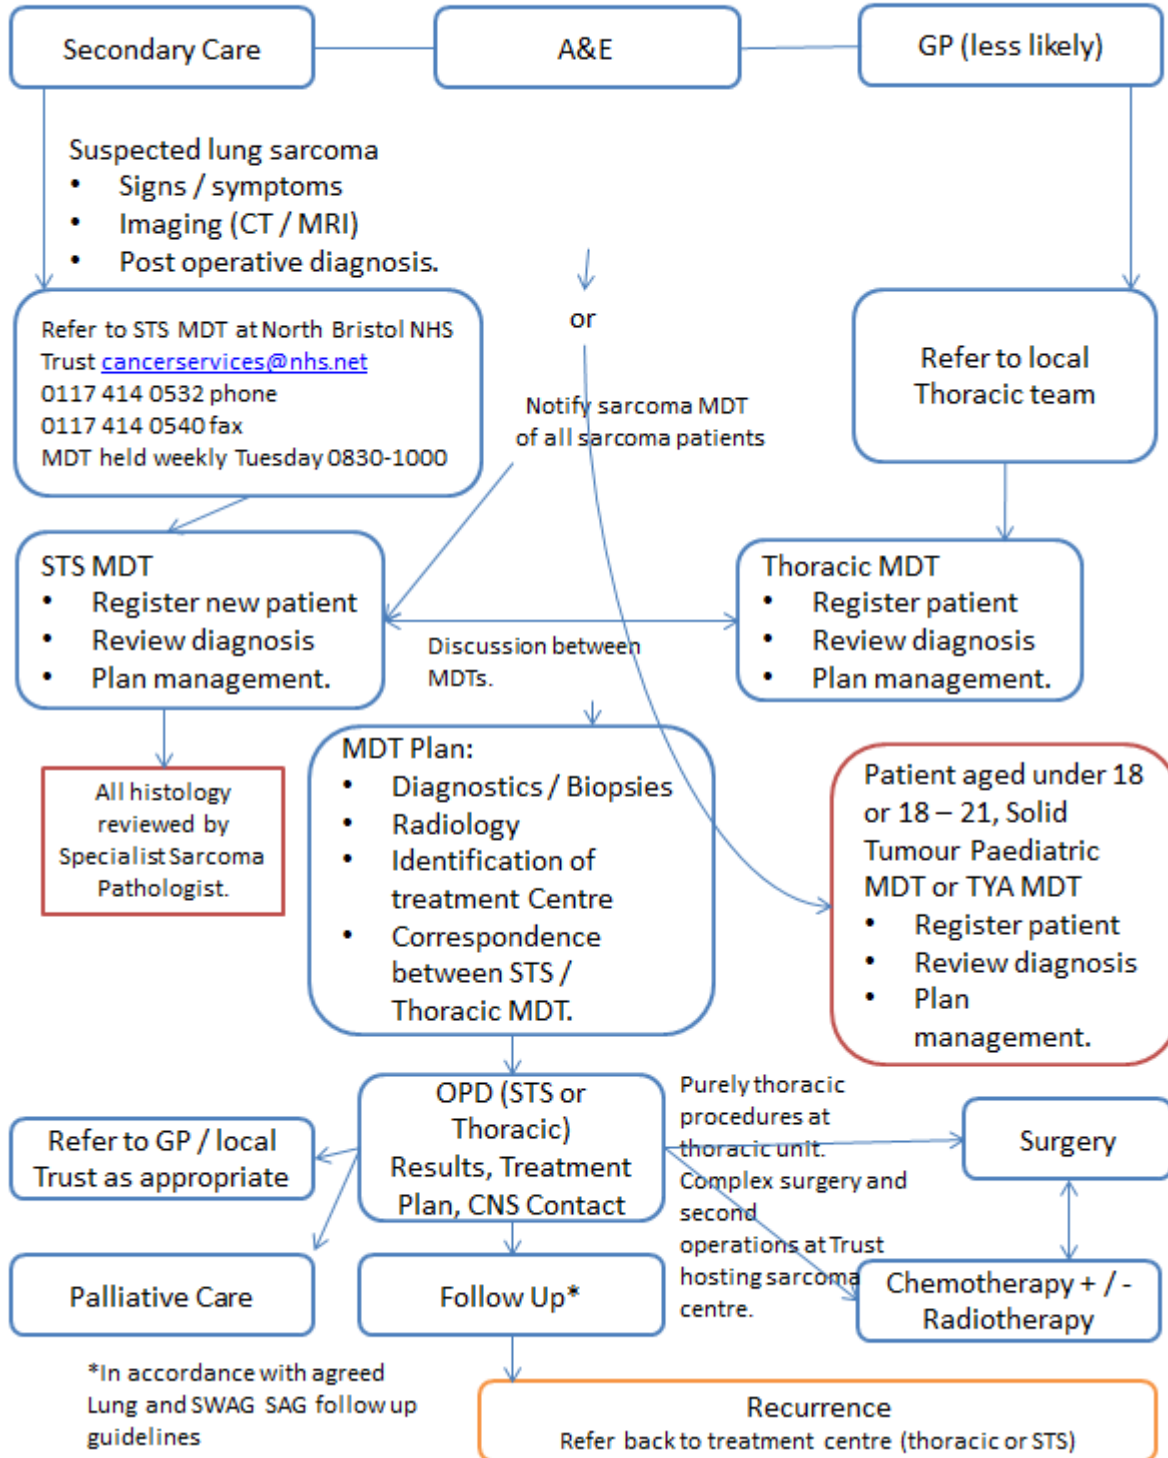 Secondary Care
A&E
GP (less likely)
Suspected lung sarcoma
• Signs / symptoms
• Imaging (CT / MRI)
• Post operative diagnosis.
or
Refer to STS MDT at North Bristol NHS
Trust cancerservices@nhs.net
0117 414 0532 phone
0117 414 0540 fax
MDT held weekly Tuesday 0830-1000
Notify sarcoma MDT
of all sarcoma patients
Refer to local
Thoracic team
STS MDT
• Register new patient
• Review diagnosis
• Plan management.
Discussion between
MDTs.
Thoracic MDT
• Register patient
• Review diagnosis
• Plan management.
All histology
reviewed by
Specialist Sarcoma
Pathologist.
MDT Plan:
• Diagnostics / Biopsies
• Radiology
• Identification of
treatment Centre
• Correspondence
between STS /
Thoracic MDT.
Patient aged under 18
or 18 – 21, Solid
Tumour Paediatric
MDT or TYA MDT
• Register patient
• Review diagnosis
• Plan
management.
Refer to GP / local
Trust as appropriate
OPD (STS or
Thoracic)
Results, Treatment
Plan, CNS Contact
Purely thoracic
procedures at
thoracic unit.
Complex surgery and
second
operations at Trust
hosting sarcoma
centre.
Surgery
Palliative Care
Follow Up*
Chemotherapy + / -
Radiotherapy
*In accordance with agreed
Lung and SWAG SAG follow up
guidelines
Recurrence
Refer back to treatment centre (thoracic or STS)